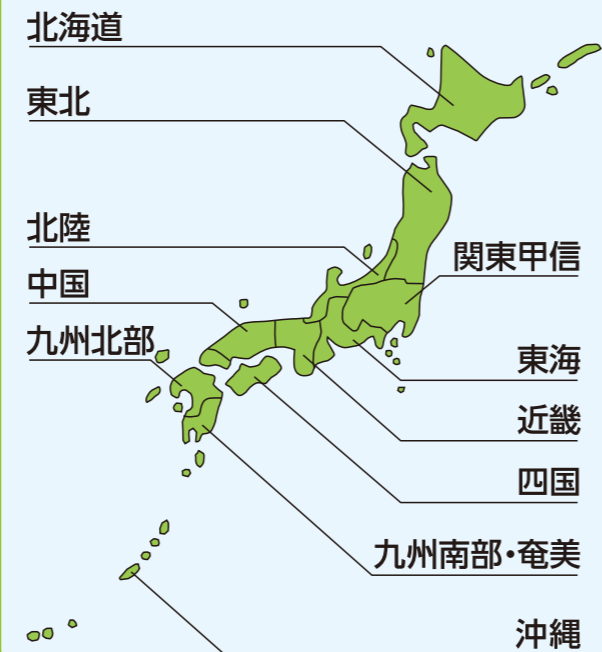 北海道
東北
北陸
関東甲信
中国
九州北部
東海
近畿
四国
九州南部・奄美
沖縄